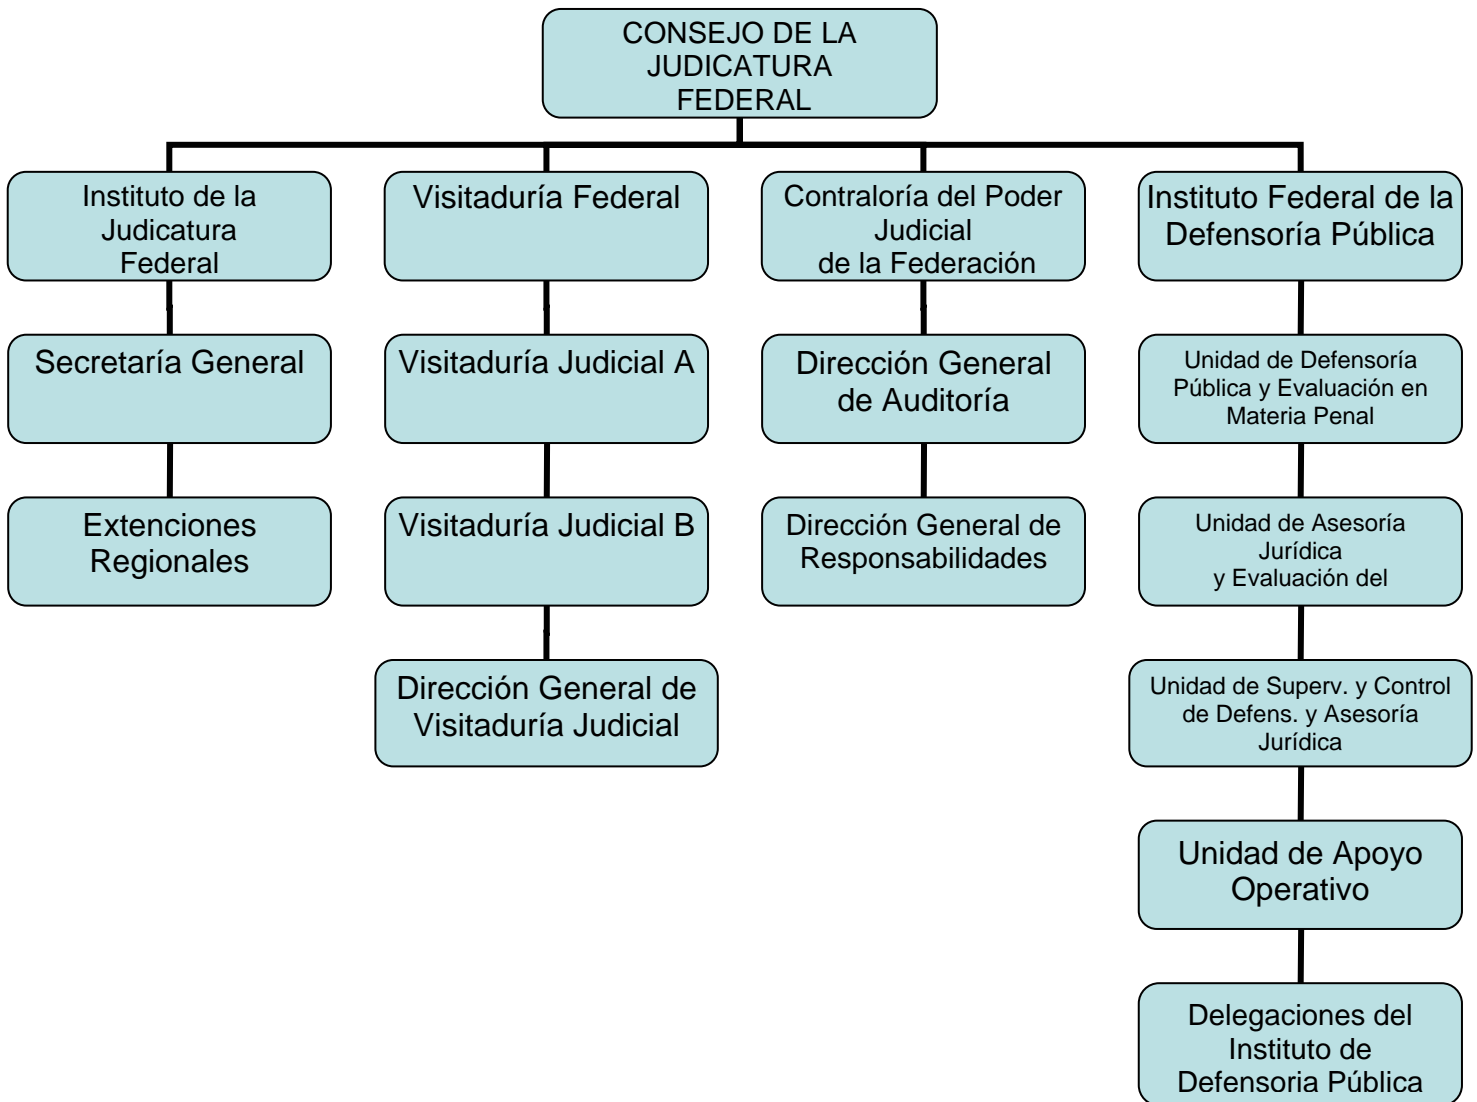 CONSEJO DE LA
JUDICATURA
FEDERAL
Instituto de la
Judicatura
Federal
Visitaduría Federal
Contraloría del Poder
Judicial
de la Federación
Instituto Federal de la
Defensoría Pública
Secretaría General
Visitaduría Judicial A
Dirección General
de Auditoría
Unidad de Defensoría
Pública y Evaluación en
Materia Penal
Extenciones
Regionales
Visitaduría Judicial B
Dirección General de
Responsabilidades
Unidad de Asesoría
Jurídica
y Evaluación del
Dirección General de
Visitaduría Judicial
Unidad de Superv. y Control
de Defens. y Asesoría
Jurídica
Unidad de Apoyo
Operativo
Delegaciones del
Instituto de
Defensoria Pública